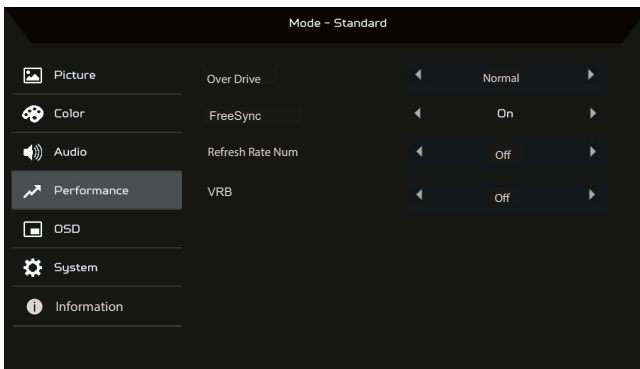 Mode - Standard
Picture
Over Drive Normal
Color
FreeSync On
Audio
Refresh Rate Num Off
Performance
VRB Off
OSD
System
Information